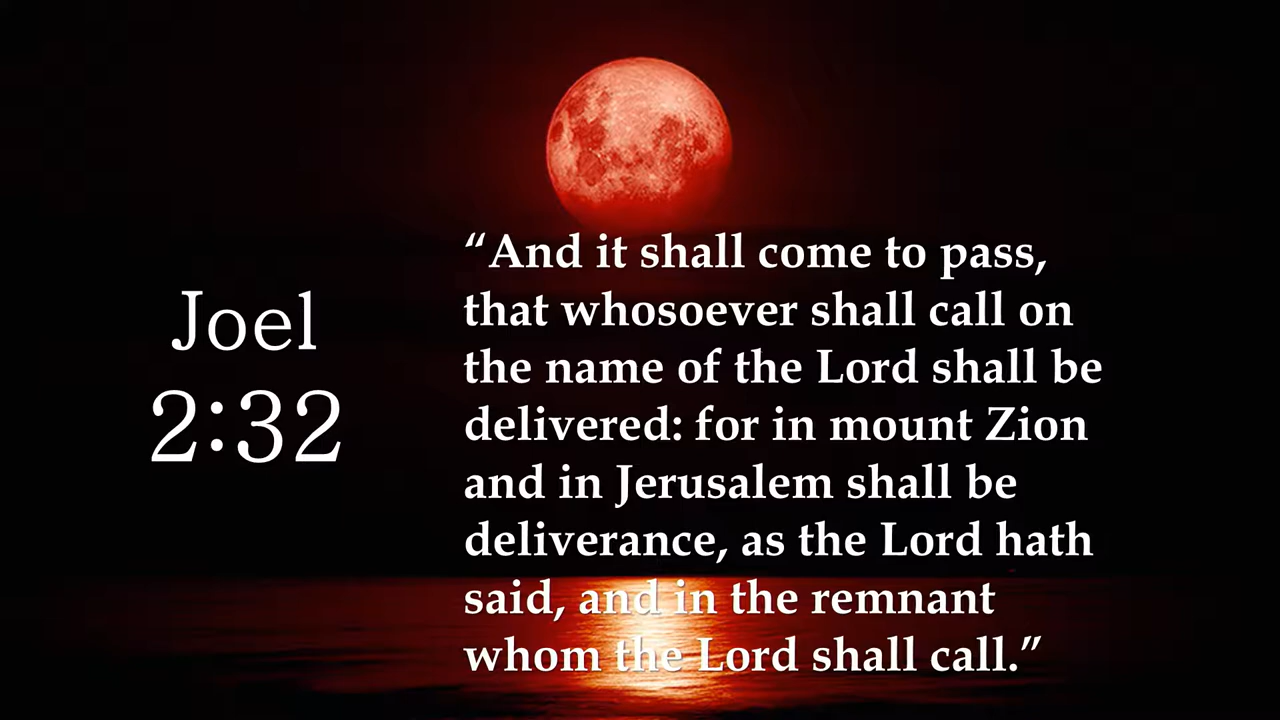 Joel
2:32
“And it shall come to pass,
that whosoever shall call on
the name of the Lord shall be
delivered: for in mount Zion
and in Jerusalem shall be
deliverance, as the Lord hath
said, and in the remnant
whom the Lord shall call.”